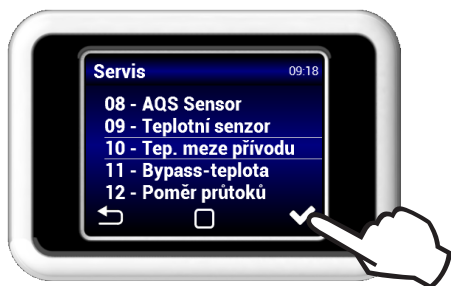 Servis 09:18
08 - AQS Sensor
09 - Teplotní senzor
10 - Tep. meze přívodu
11 - Bypass-teplota
12 - Poměr průtoků